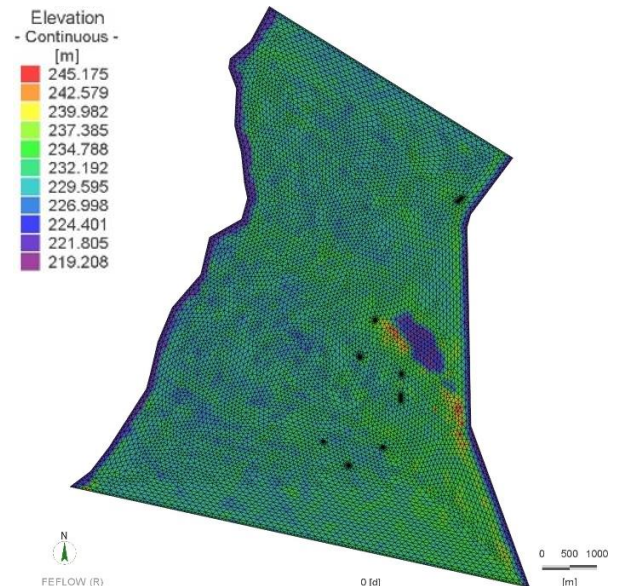 Elevation
- Continuous -
[m]
245.175
242.579
239.982
237.385
234.788
232.192
229.595
226.998
224.401
221.805
219.208
N
FEFLOW (R)
0 [d]
0 500 1000
[m]